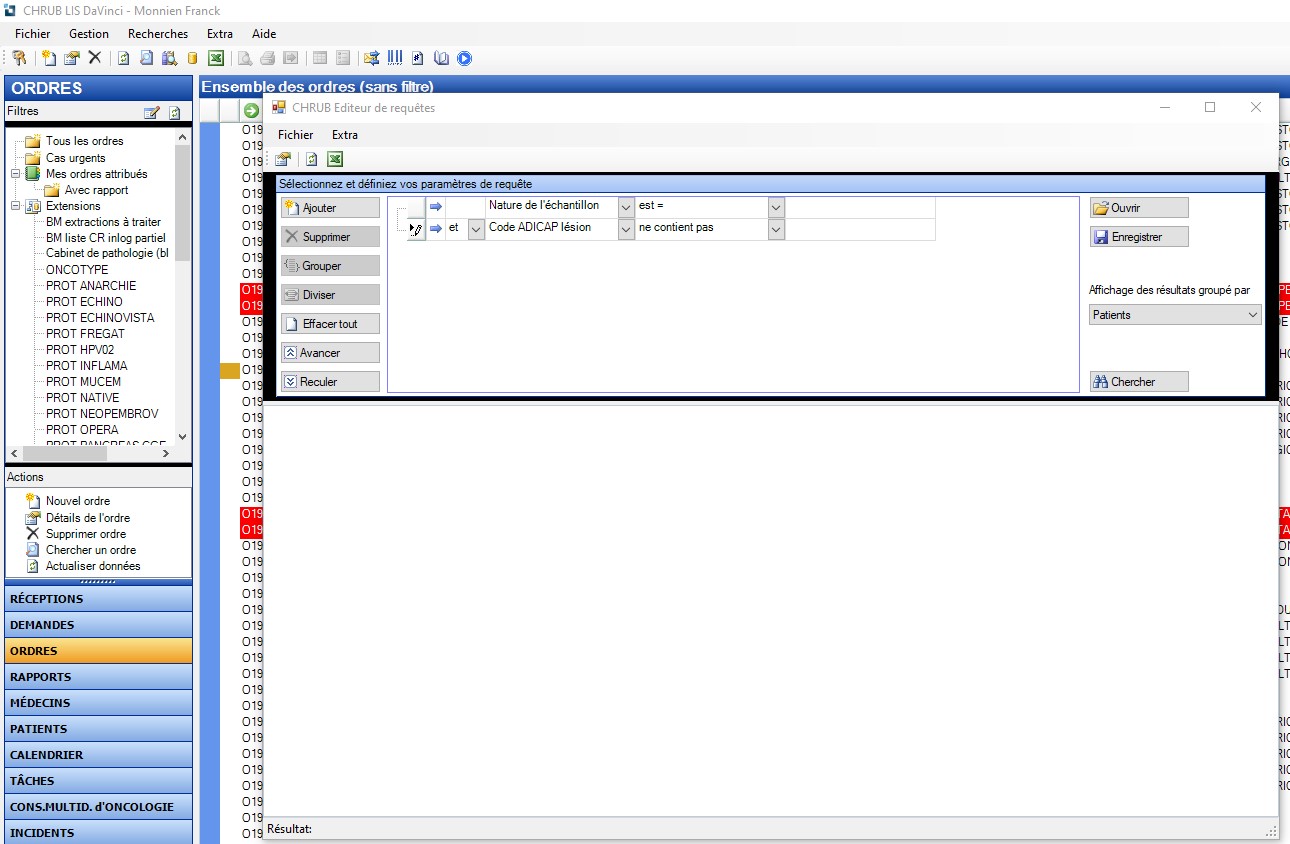 CHRUB LIS DaVinci - Monnien Franck
Fichier Gestion Recherches Extra Aide
ORDRES
Filtres
Tous les ordres
Cas urgents
Mes ordres attribués
Avec rapport
Extensions
BM extractions à traiter
BM liste CR inlog partiel
Cabinet de pathologie (bl
ONCOTYPE
PROT ANARCHIE
PROT ECHINO
PROT ECHINOVISTA
PROT FREGAT
PROT HPV02
PROT INFLAMA
PROT MUCEM
PROT NATIVE
PROT NEOPEMBROV
PROT OPERA
Actions
Nouvel ordre
Détails de l'ordre
Supprimer ordre
Chercher un ordre
Actualiser données
RÉCEPTIONS
DEMANDES
ORDRES
RAPPORTS
MÉDECINS
PATIENTS
CALENDRIER
TÂCHES
CONS.MULTID. d'ONCOLOGIE
INCIDENTS
Ensemble des ordres (sans filtre)
CHRUB Editeur de requêtes
Fichier Extra
Sélectionnez et définiez vos paramètres de requête
Ajouter
Supprimer
Grouper
Diviser
Effacer tout
Avancer
Reculer
Nature de l'échantillon est =
et Code ADICAP lésion ne contient pas
Ouvrir
Enregistrer
Affichage des résultats groupé par
Patients
Chercher
Résultat: